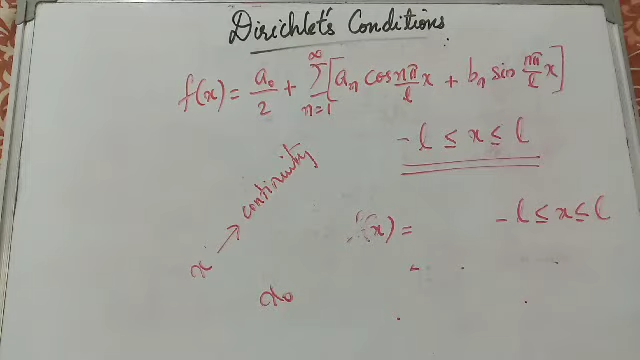 Dirichlet's Conditions
f(x) = a₀/2 + ∞∑n=1 [aₙ cos nπ/l x + bₙ sin nπ/l x]
-l ≤ x ≤ l
x → continuity
(x) = -l ≤ x ≤ l
x₀